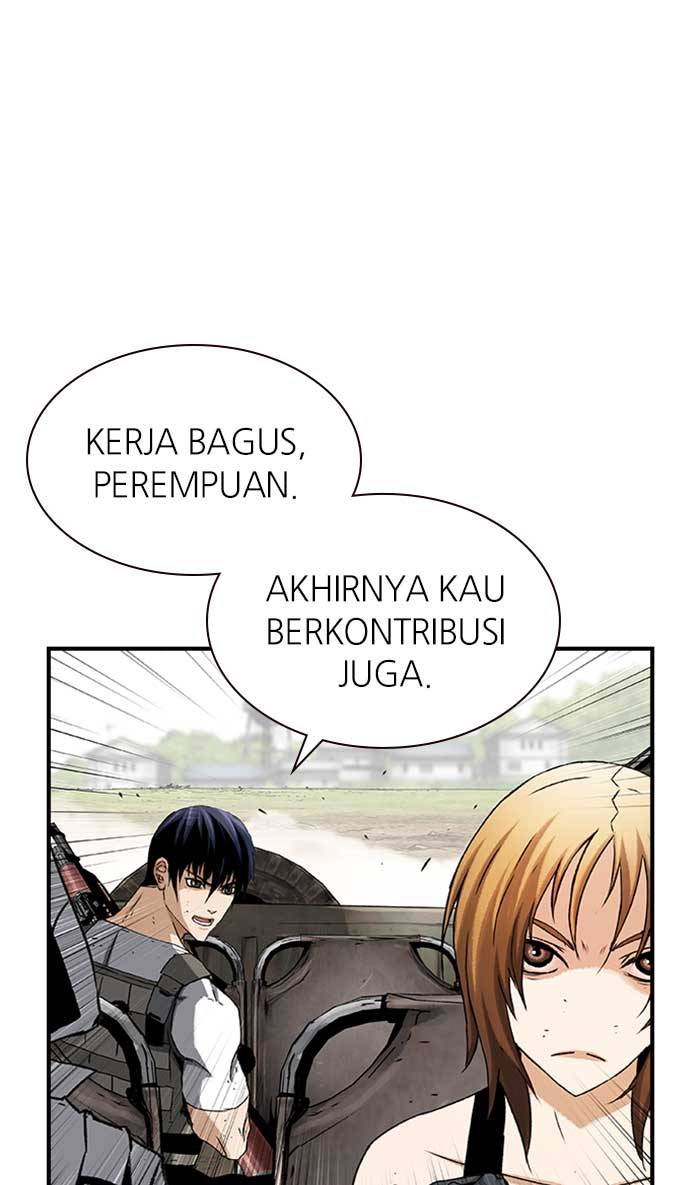 KERJA BAGUS,
PEREMPUAN.
AKHIRNYA KAU
BERKONTRIBUSI
JUGA.